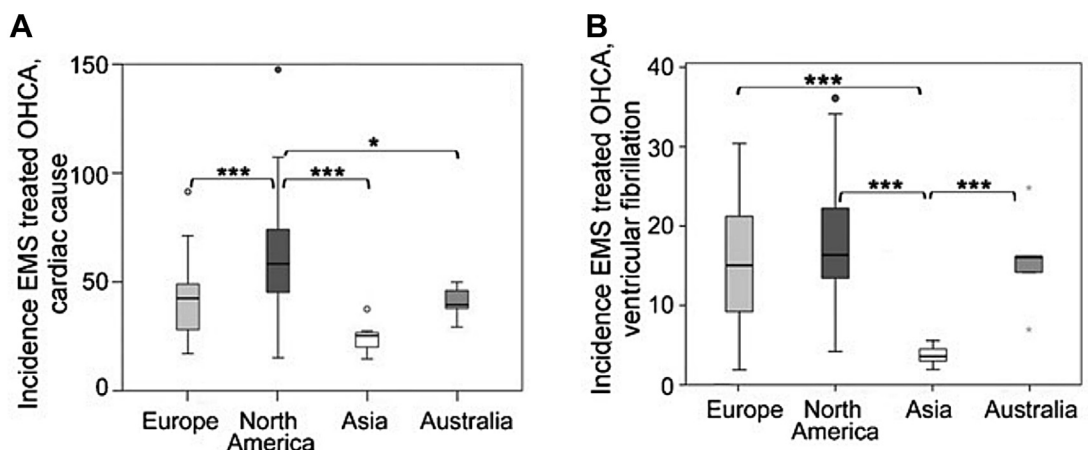 A
Incidence EMS treated OHCA,
cardiac cause
150
100
50
0
***
***
*
Europe
North
America
Asia
Australia
B
Incidence EMS treated OHCA,
ventricular fibrillation
40
30
20
10
0
***
***
***
Europe
North
America
Asia
Australia